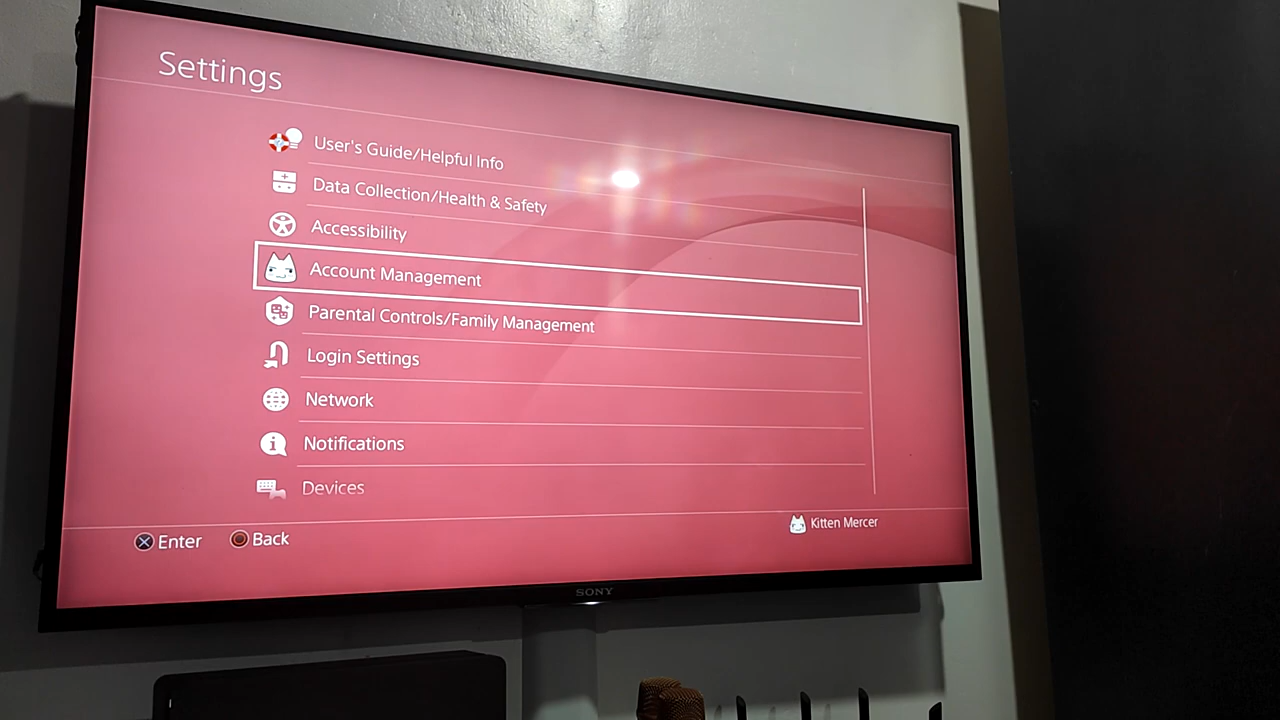 Settings
User's Guide/Helpful Info
Data Collection/Health & Safety
Accessibility
Account Management
Parental Controls/Family Management
Login Settings
Network
Notifications
Devices
Enter
Back
Kitten Mercer
SONY